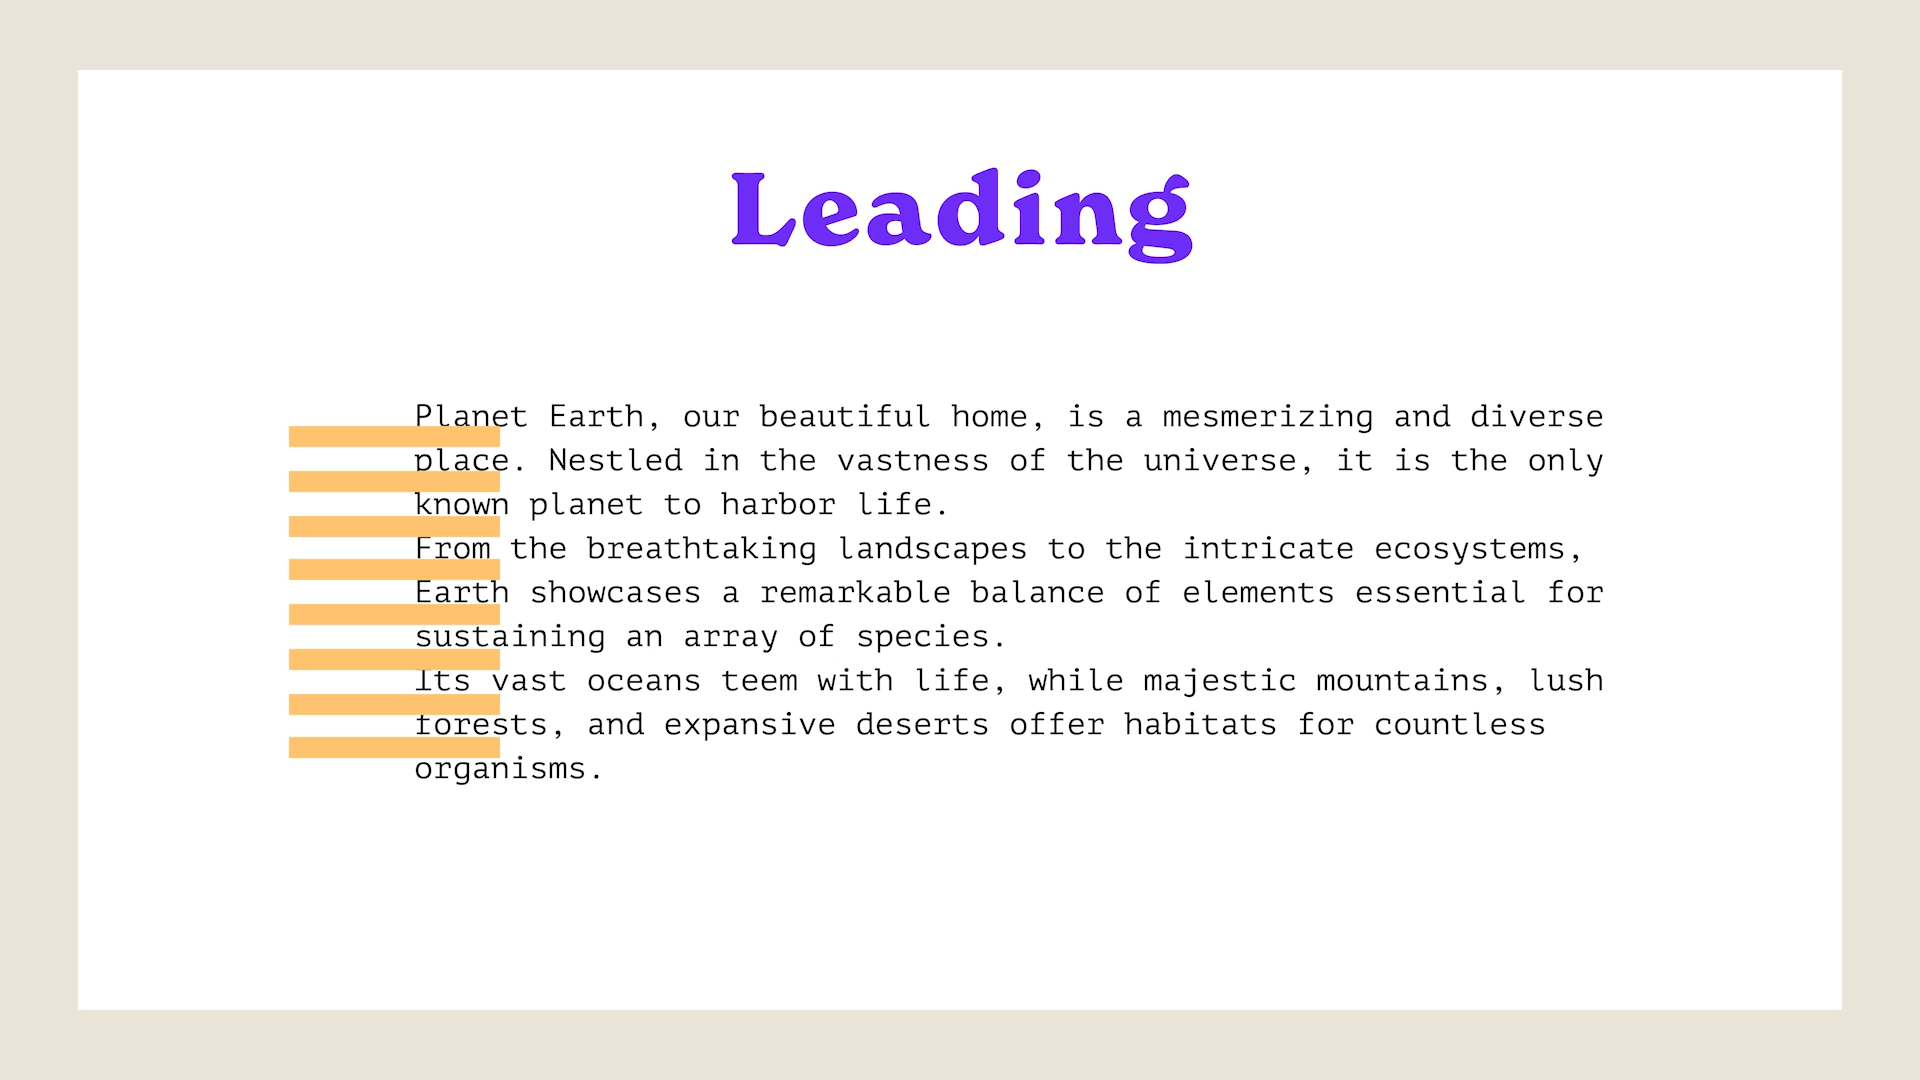 Leading
Planet Earth, our beautiful home, is a mesmerizing and diverse
place. Nestled in the vastness of the universe, it is the only
known planet to harbor life.
From the breathtaking landscapes to the intricate ecosystems,
Earth showcases a remarkable balance of elements essential for
sustaining an array of species.
Its vast oceans teem with life, while majestic mountains, lush
forests, and expansive deserts offer habitats for countless
organisms.